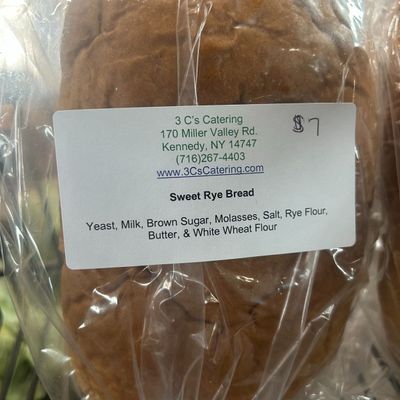 3 C's Catering
$7
170 Miller Valley Rd.
Kennedy, NY 14747
(716)267-4403
www.3CsCatering.com
Sweet Rye Bread
Yeast, Milk, Brown Sugar, Molasses, Salt, Rye Flour,
Butter, & White Wheat Flour